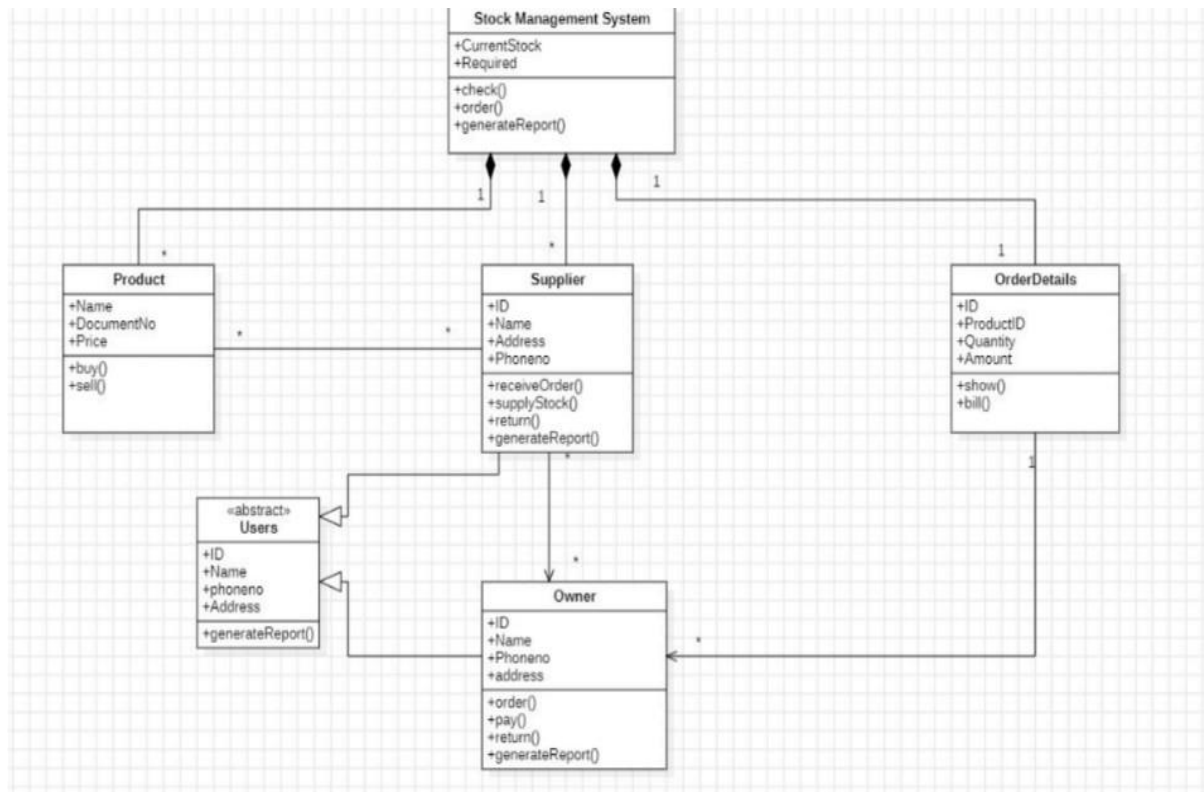 Stock Management System
+CurrentStock
+Required
+check()
+order()
+generateReport()
1
1
1
*
*
1
Product
+Name
+DocumentNo
+Price
+buy()
+sell()
*
*
Supplier
+ID
+Name
+Address
+Phoneno
+receiveOrder()
+supplyStock()
+return()
+generateReport()
*
OrderDetails
+ID
+ProductID
+Quantity
+Amount
+show()
+bill()
1
«abstract»
Users
+ID
+Name
+phoneno
+Address
+generateReport()
*
Owner
+ID
+Name
+Phoneno
+address
+order()
+pay()
+return()
+generateReport()
*